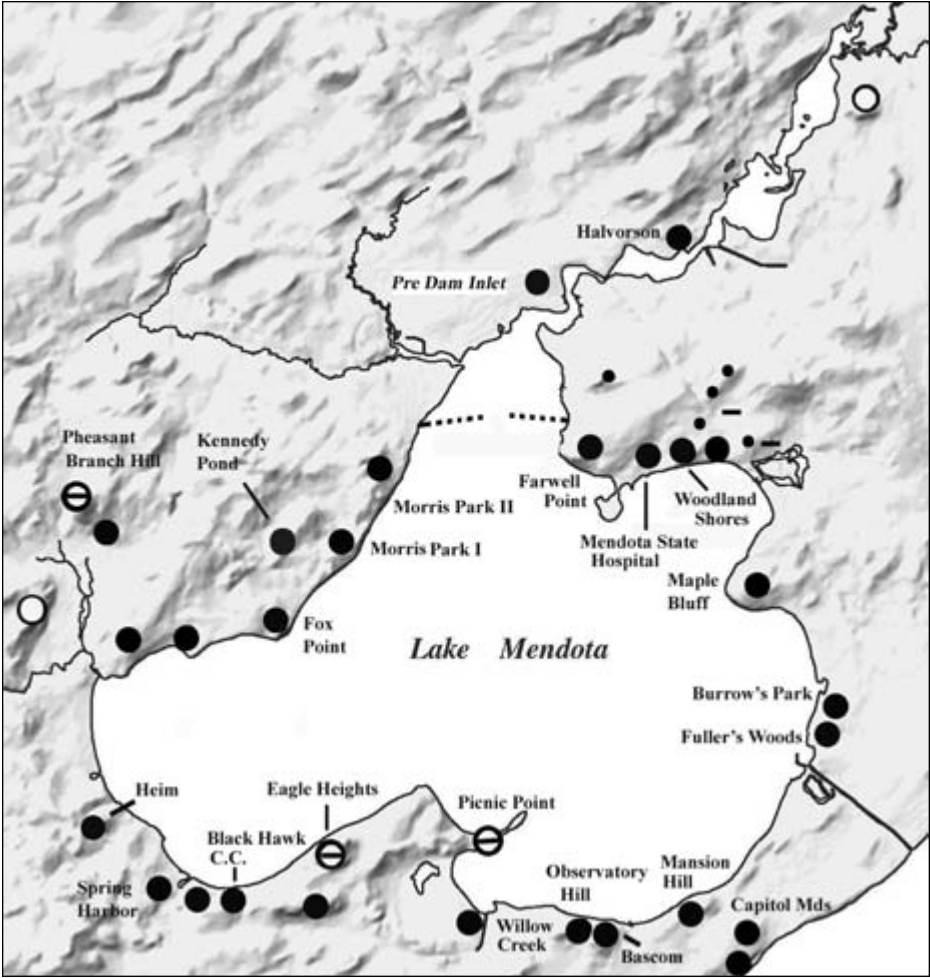 Halvorson
Pre Dam Inlet
Pheasant
Branch Hill
Kennedy
Pond
Farwell
Point
Woodland
Shores
Morris Park II
Mendota State
Hospital
Morris Park I
Maple
Bluff
Fox
Point
Lake Mendota
Burrow's Park
Fuller's Woods
Heim
Eagle Heights
Picnic Point
Black Hawk
C.C.
Observatory
Hill
Mansion
Hill
Spring
Harbor
Capitol Mds
Willow
Creek
Bascom